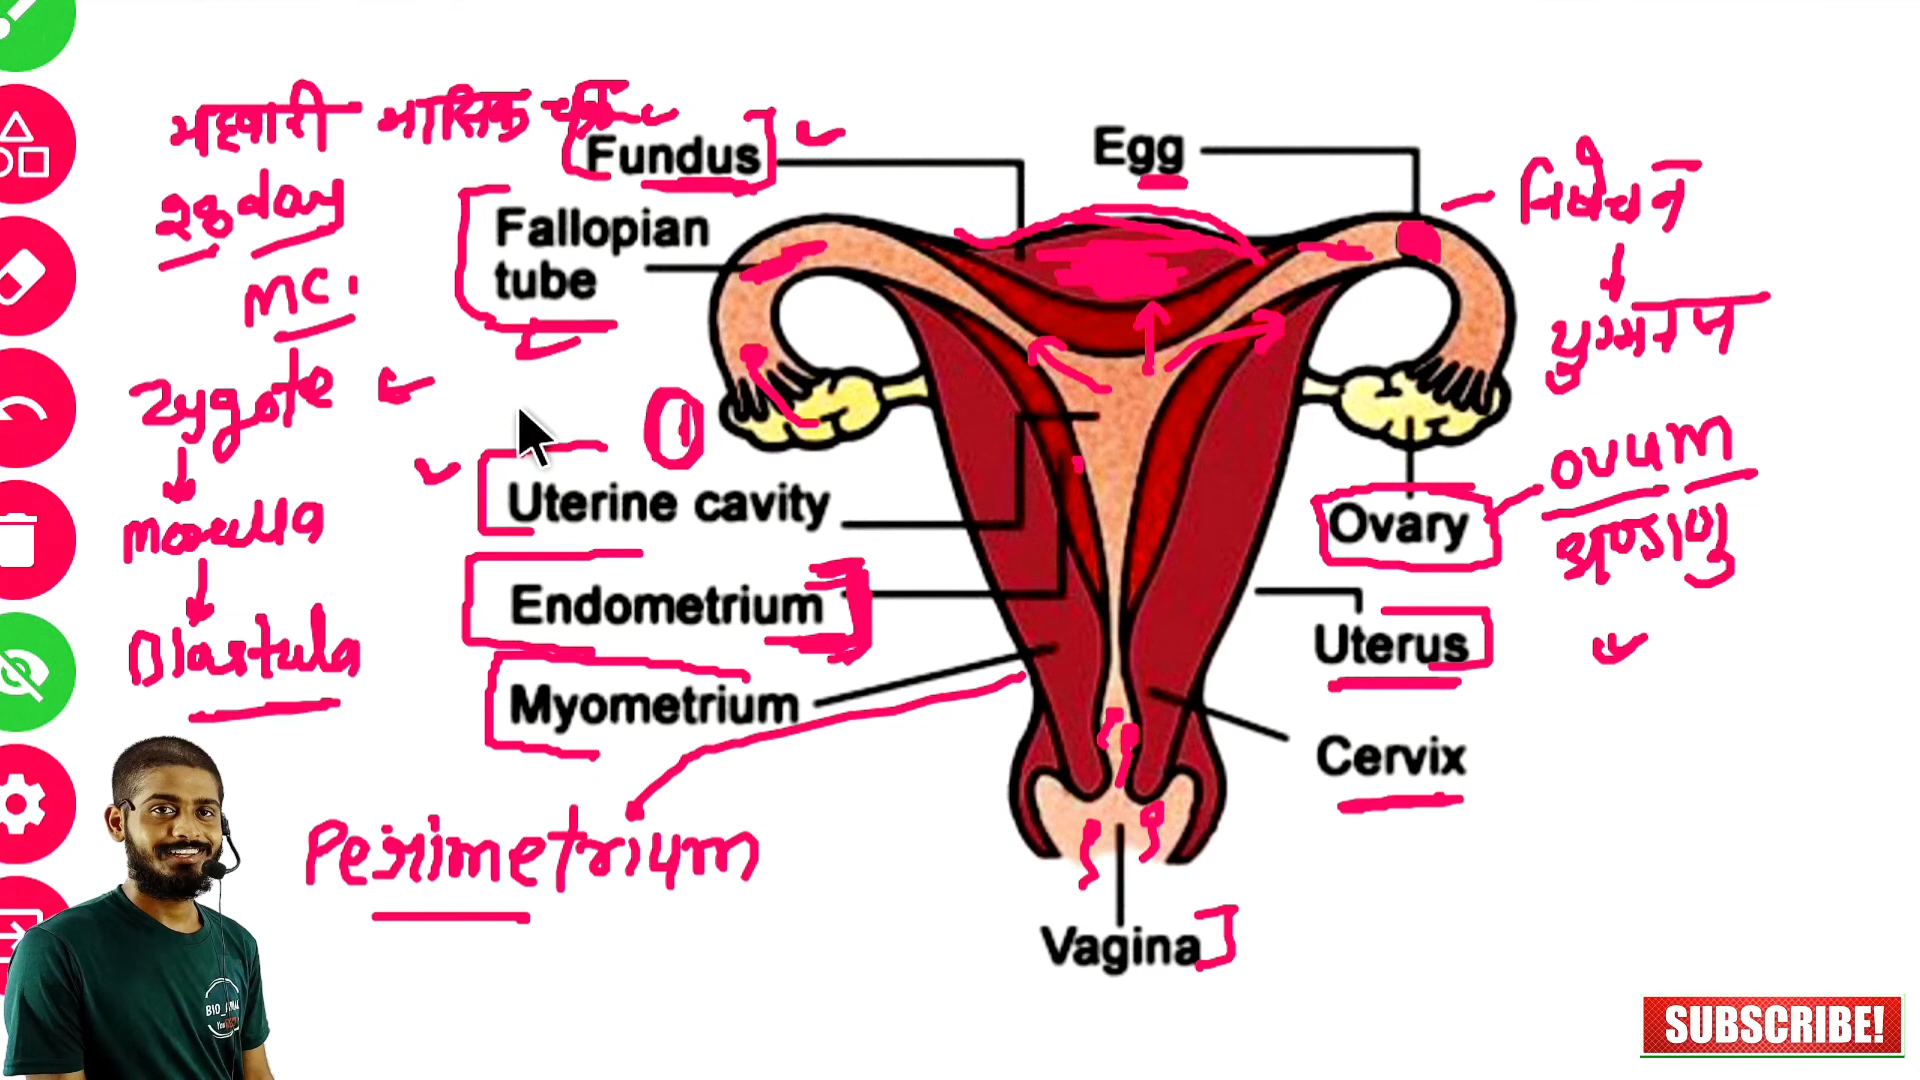 मासिक
Fundus
Egg
28 day
Fallopian
tube
निषेचन
MC.
युग्मनज
Zygote
Uterine cavity
Ovary
ovum
अण्डाणु
Endometrium
Uterus
Blastula
Myometrium
Cervix
Perimetrium
Vagina
SUBSCRIBE!